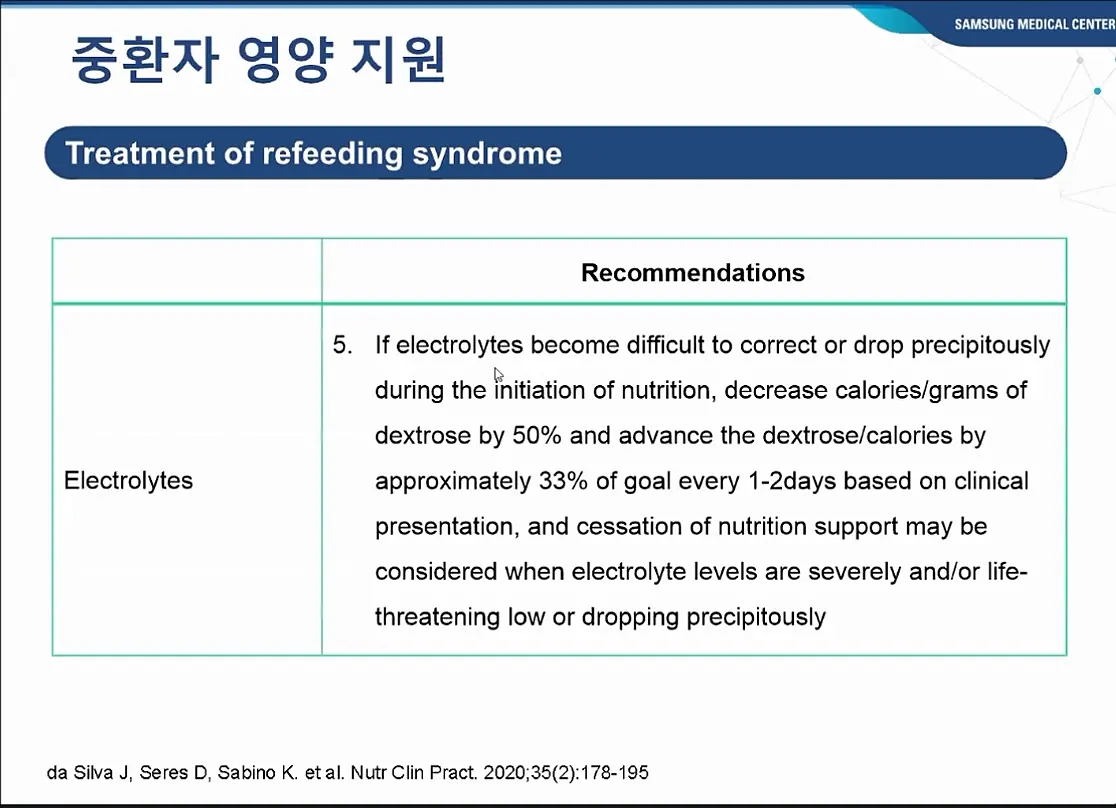 SAMSUNG MEDICAL CENTER
중환자 영양 지원
Treatment of refeeding syndrome
Recommendations
Electrolytes
5. If electrolytes become difficult to correct or drop precipitously
during the initiation of nutrition, decrease calories/grams of
dextrose by 50% and advance the dextrose/calories by
approximately 33% of goal every 1-2days based on clinical
presentation, and cessation of nutrition support may be
considered when electrolyte levels are severely and/or life-
threatening low or dropping precipitously
da Silva J, Seres D, Sabino K. et al. Nutr Clin Pract. 2020;35(2):178-195